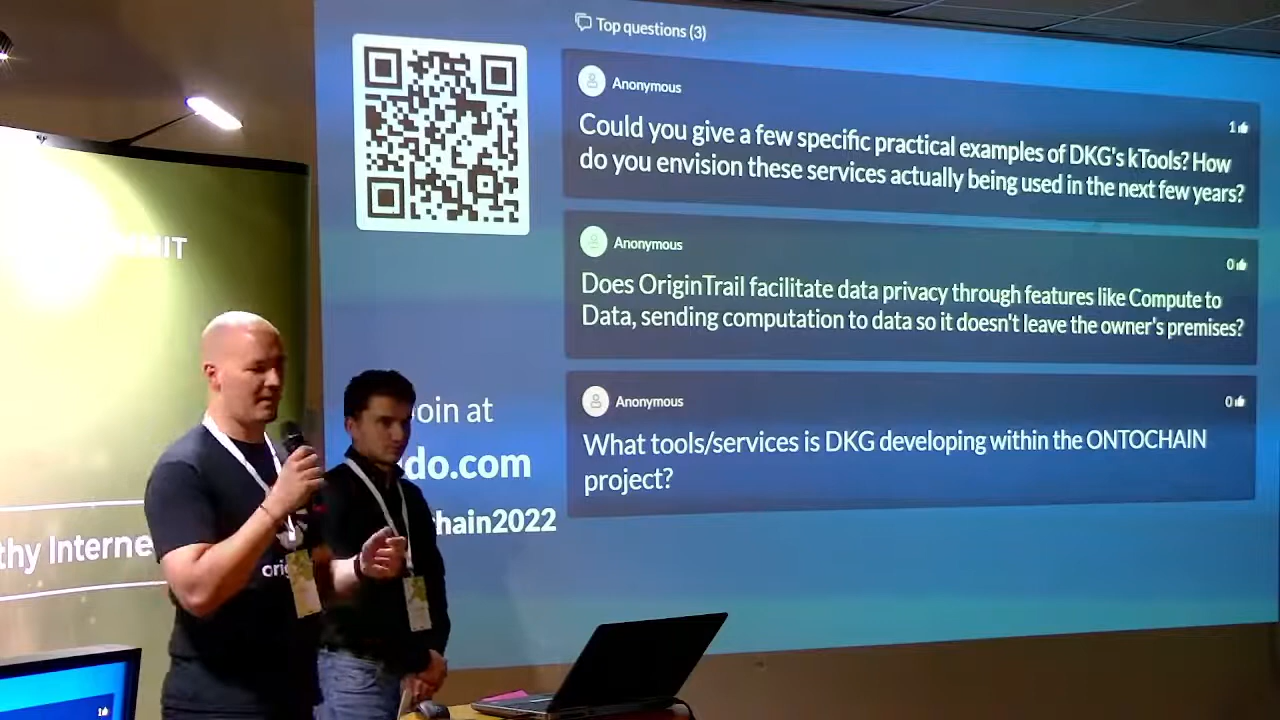 Top questions (3)
Anonymous
1
Could you give a few specific practical examples of DKG's kTools? How
do you envision these services actually being used in the next few years?
Anonymous
0
Does OriginTrail facilitate data privacy through features like Compute to
Data, sending computation to data so it doesn't leave the owner's premises?
Anonymous
0
What tools/services is DKG developing within the ONTOCHAIN
project?
oin at
do.com
chain2022
thy Interne
orig
1